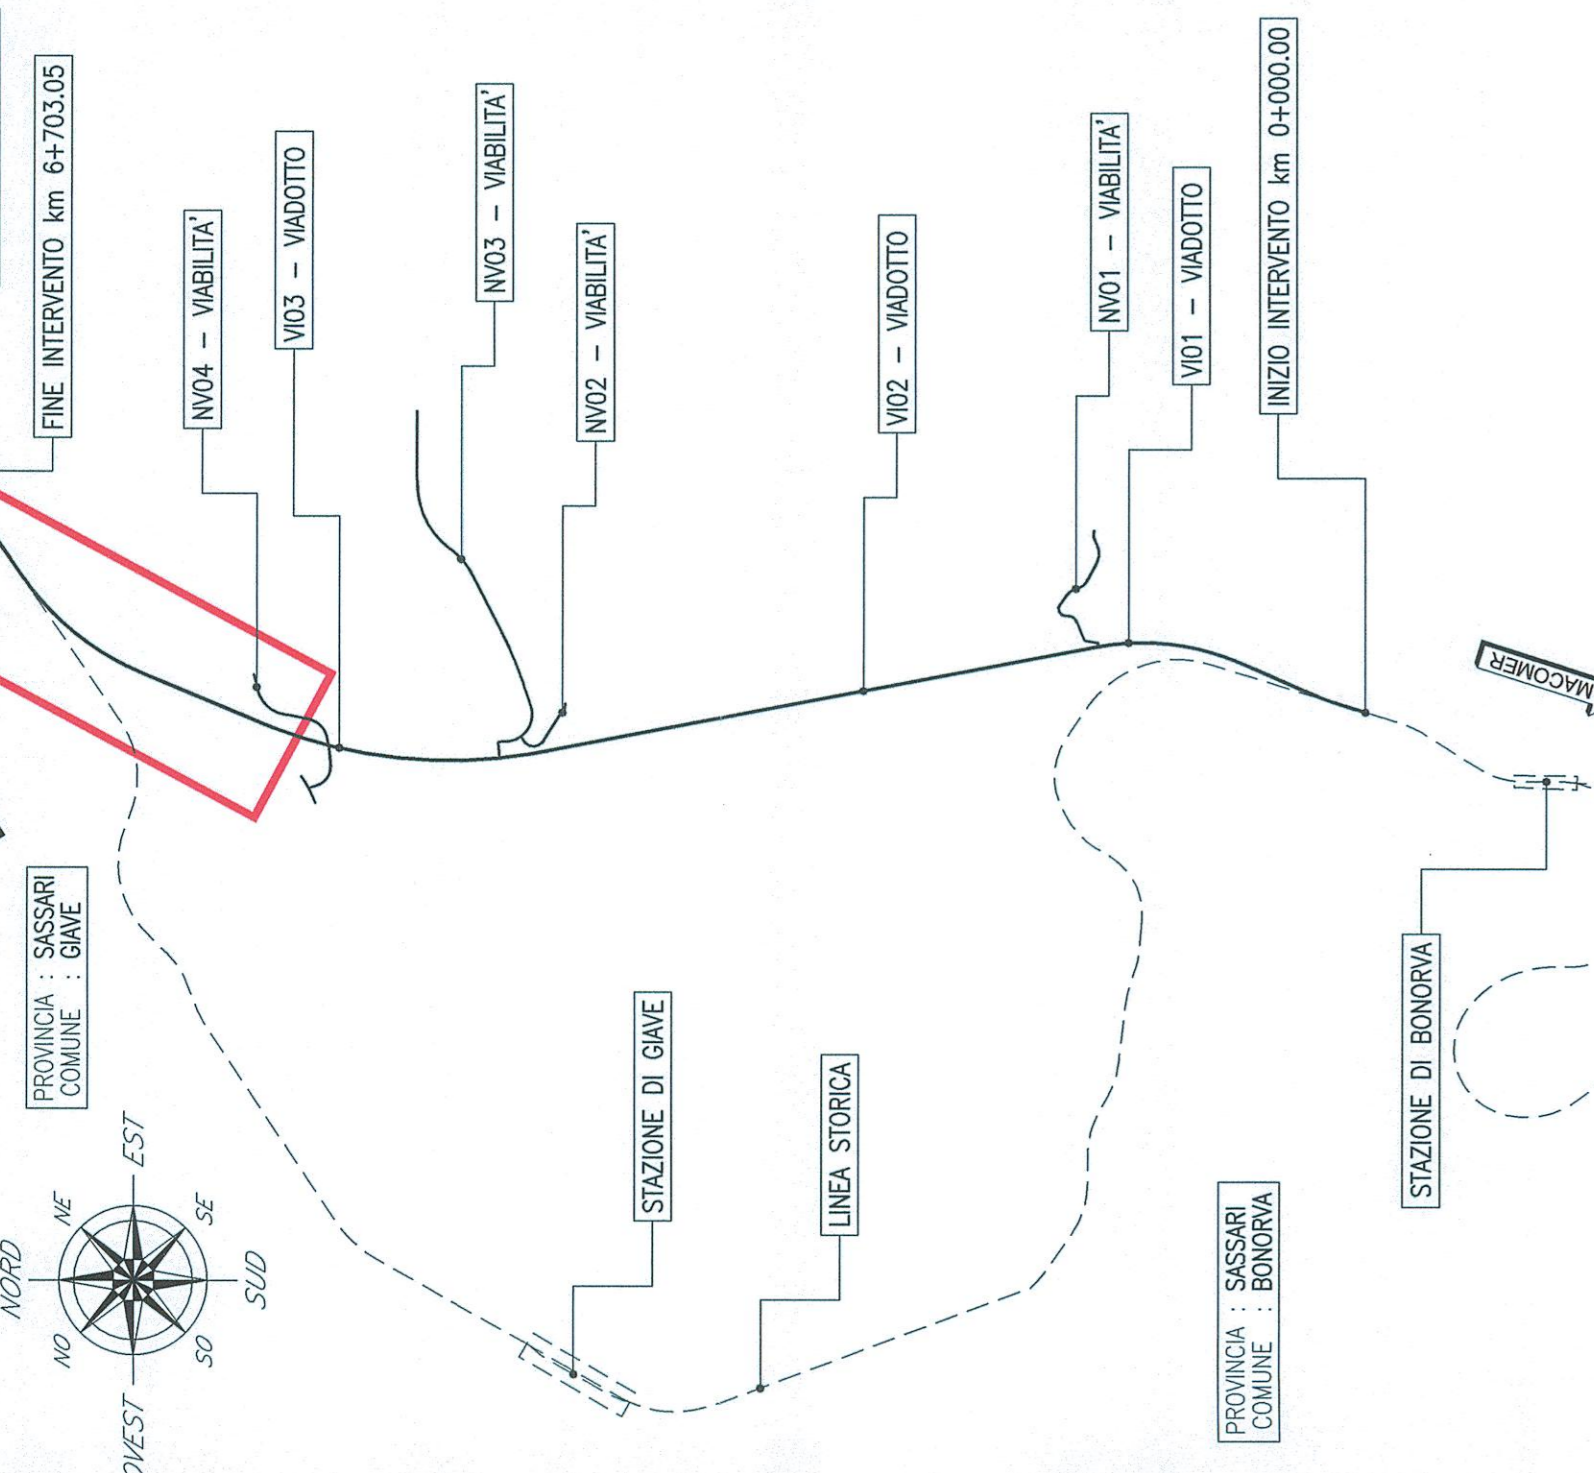 FINE INTERVENTO km 6+703.05
NV04 - VIABILITA'
VI03 - VIADOTTO
NV03 - VIABILITA'
NV02 - VIABILITA'
VI02 - VIADOTTO
NV01 - VIABILITA'
VI01 - VIADOTTO
INIZIO INTERVENTO km 0+000.00
MACOMER
PROVINCIA : SASSARI
COMUNE : GIAVE
NORD
NE
EST
SE
SUD
SO
OVEST
NO
STAZIONE DI GIAVE
LINEA STORICA
PROVINCIA : SASSARI
COMUNE : BONORVA
STAZIONE DI BONORVA